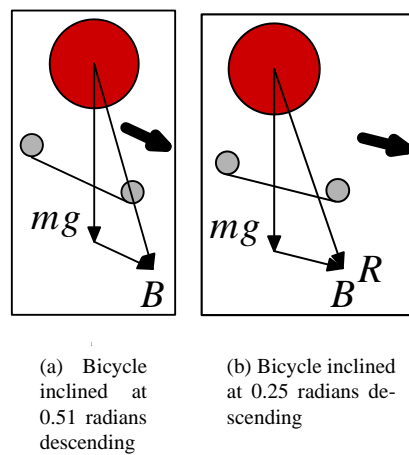 mg
B
mg
B
R
(a) Bicycle
inclined at
0.51 radians
descending
(b) Bicycle inclined
at 0.25 radians de-
scending